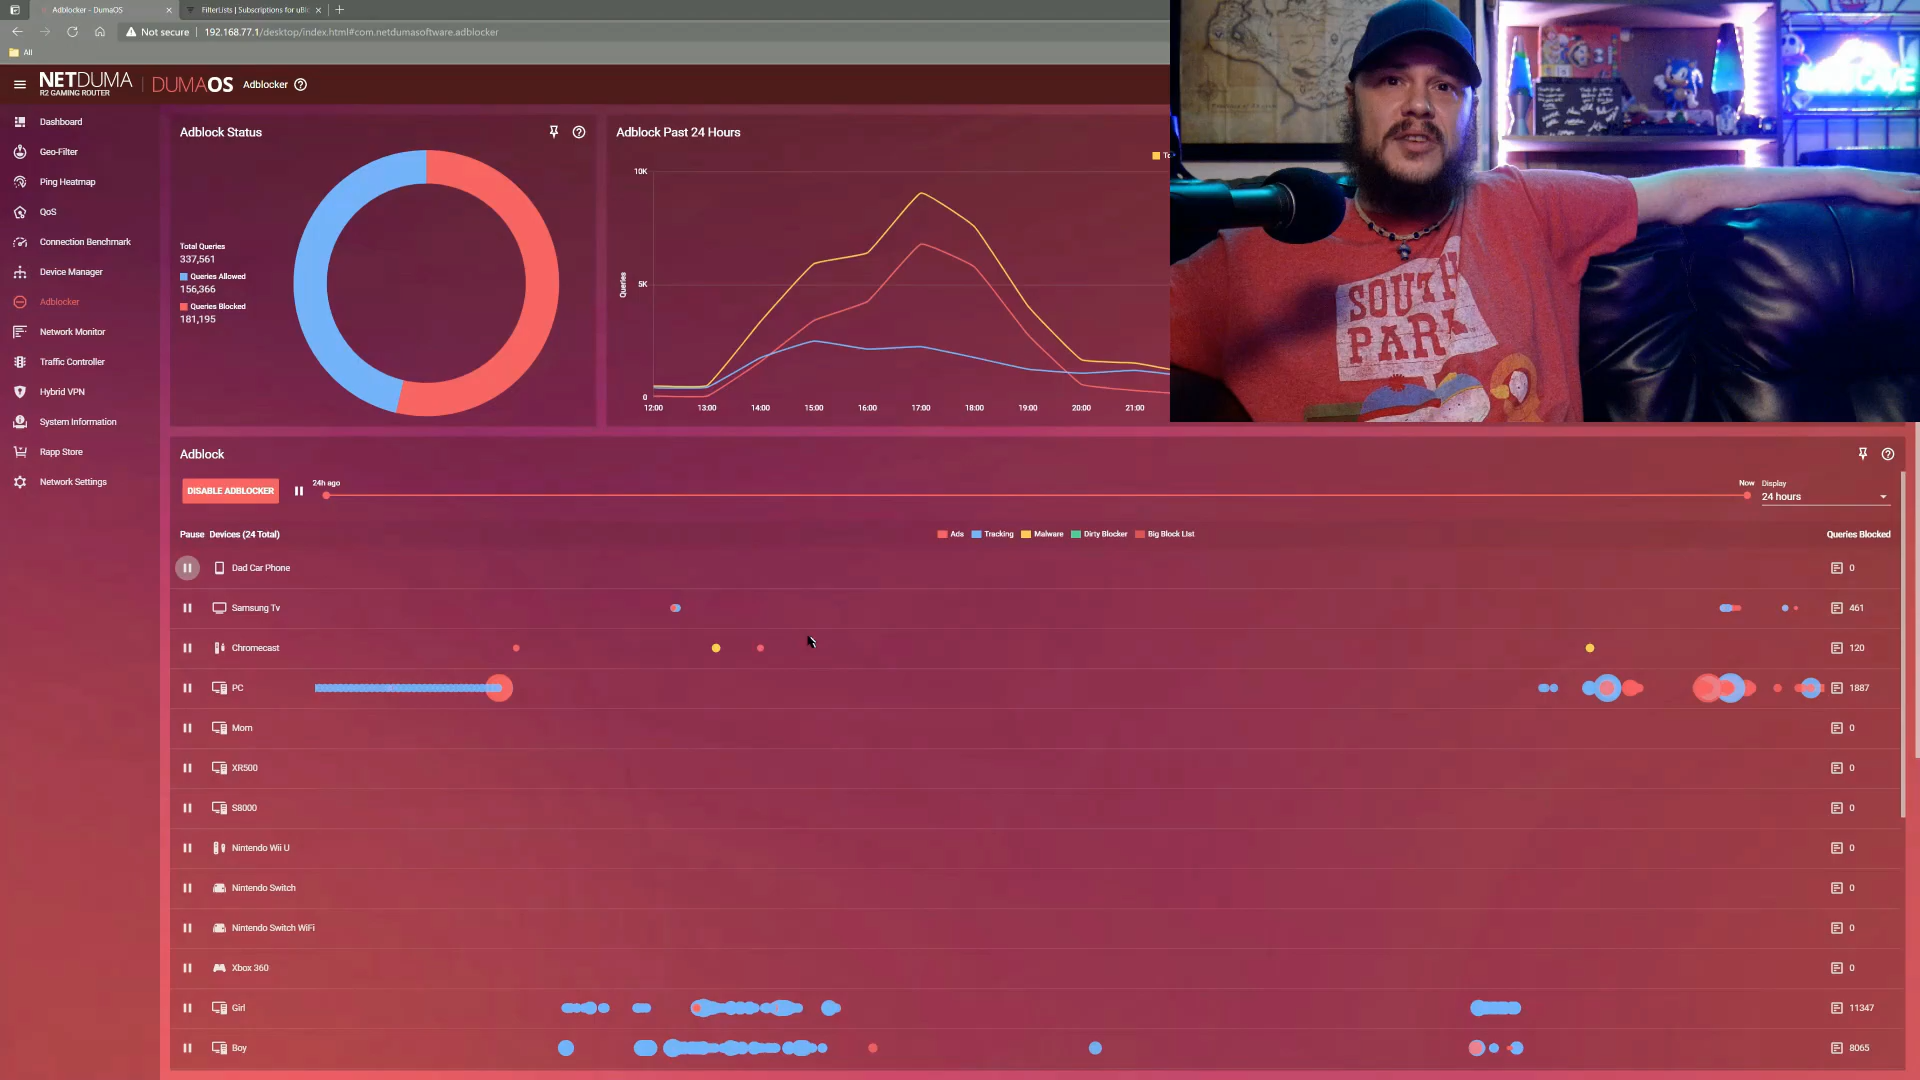 Adblocker - DumaOS
FilterLists | Subscriptions for uBl
Not secure
192.168.77.1/desktop/index.html#com.netdumasoftware.adblocker
All
NETDUMA
R2 GAMING ROUTER
DUMAOS
Adblocker
Dashboard
Geo-Filter
Ping Heatmap
QoS
Connection Benchmark
Device Manager
Adblocker
Network Monitor
Traffic Controller
Hybrid VPN
System Information
Rapp Store
Network Settings
Adblock Status
Total Queries
337,561
Queries Allowed
156,366
Queries Blocked
181,195
Adblock Past 24 Hours
10K
5K
0
Queries
12:00 13:00 14:00 15:00 16:00 17:00 18:00 19:00 20:00 21:00
SOUTH
PARK
Adblock
DISABLE ADBLOCKER
24h ago
Now
Display
24 hours
Pause Devices (24 Total)
Ads Tracking Malware Dirty Blocker Big Block List
Queries Blocked
Dad Car Phone 0
Samsung Tv 461
Chromecast 120
PC 1887
Mom 0
XR500 0
S8000 0
Nintendo Wii U 0
Nintendo Switch 0
Nintendo Switch WiFi 0
Xbox 360 0
Girl 11347
Boy 8065